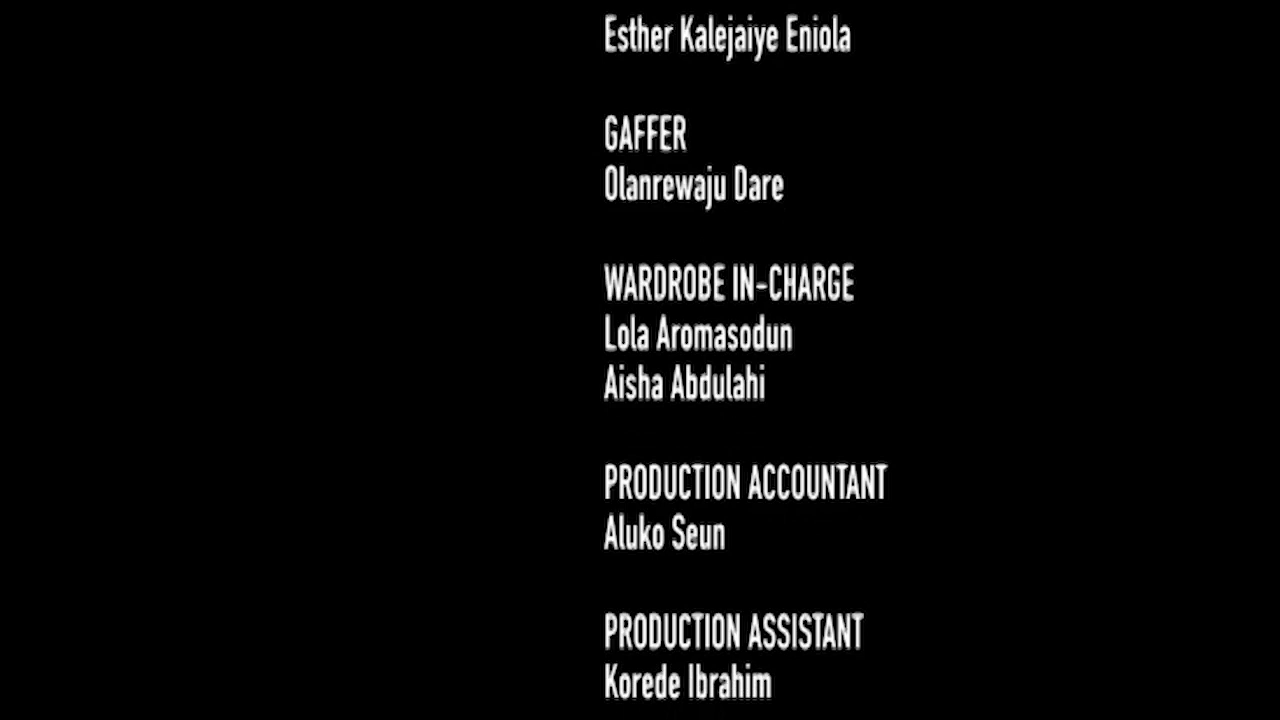 Esther Kalejaiye Eniola
GAFFER
Olanrewaju Dare
WARDROBE IN-CHARGE
Lola Aromasodun
Aisha Abdulahi
PRODUCTION ACCOUNTANT
Aluko Seun
PRODUCTION ASSISTANT
Korede Ibrahim